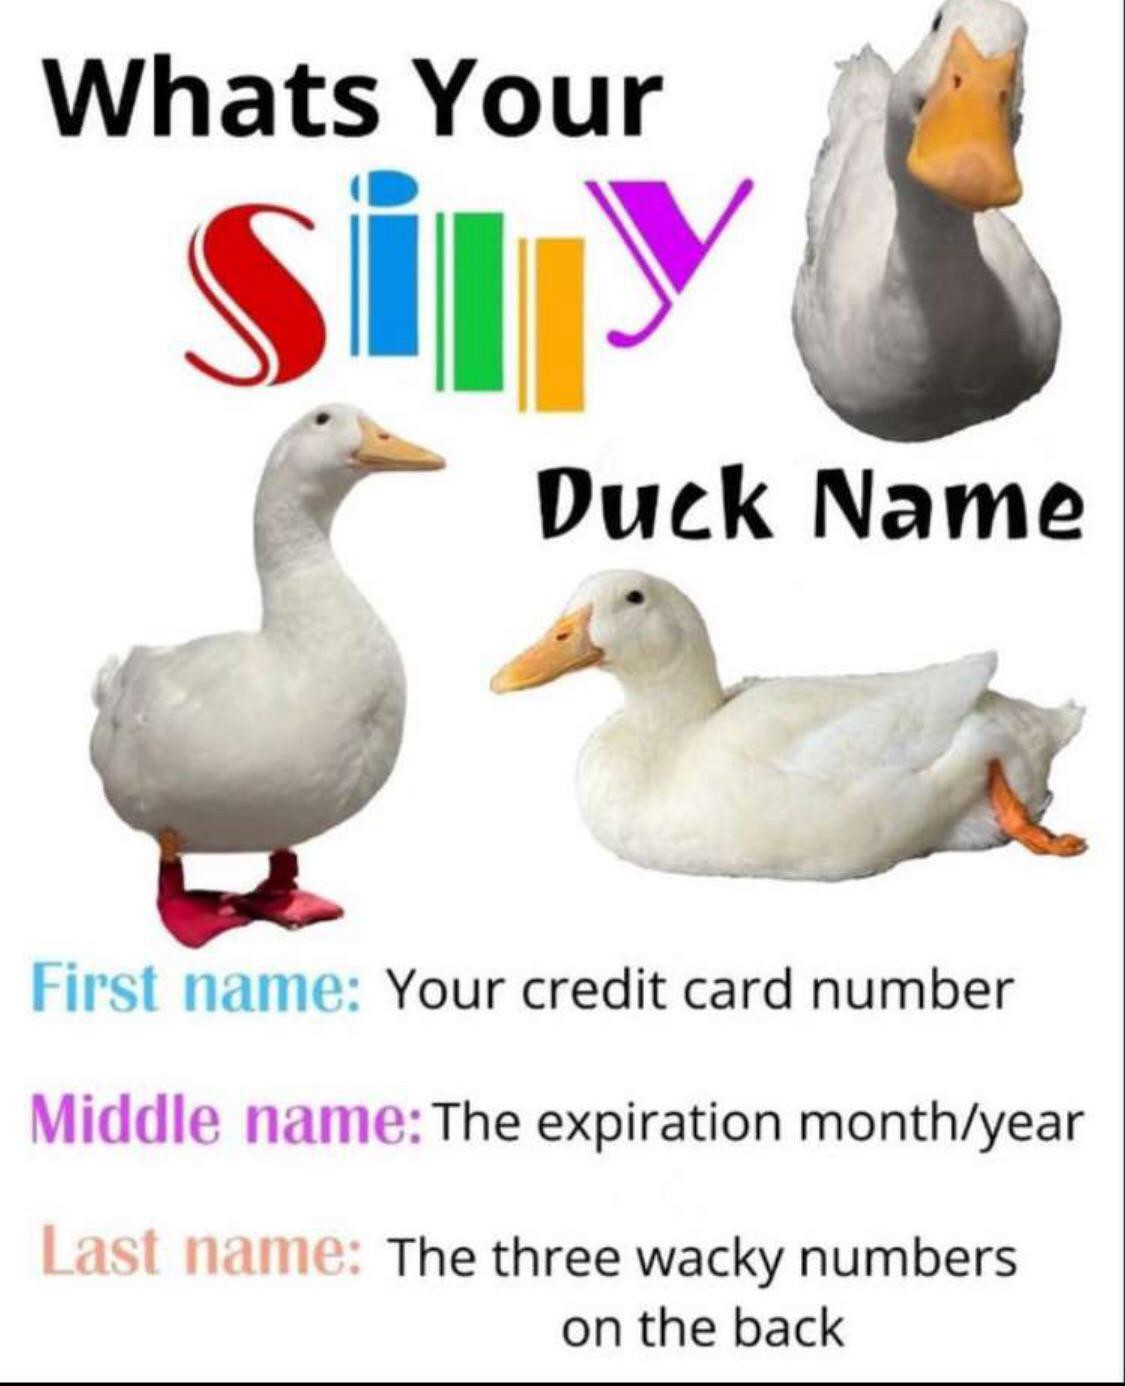 Whats Your
silly
Duck Name
First name: Your credit card number
Middle name: The expiration month/year
Last name: The three wacky numbers
on the back